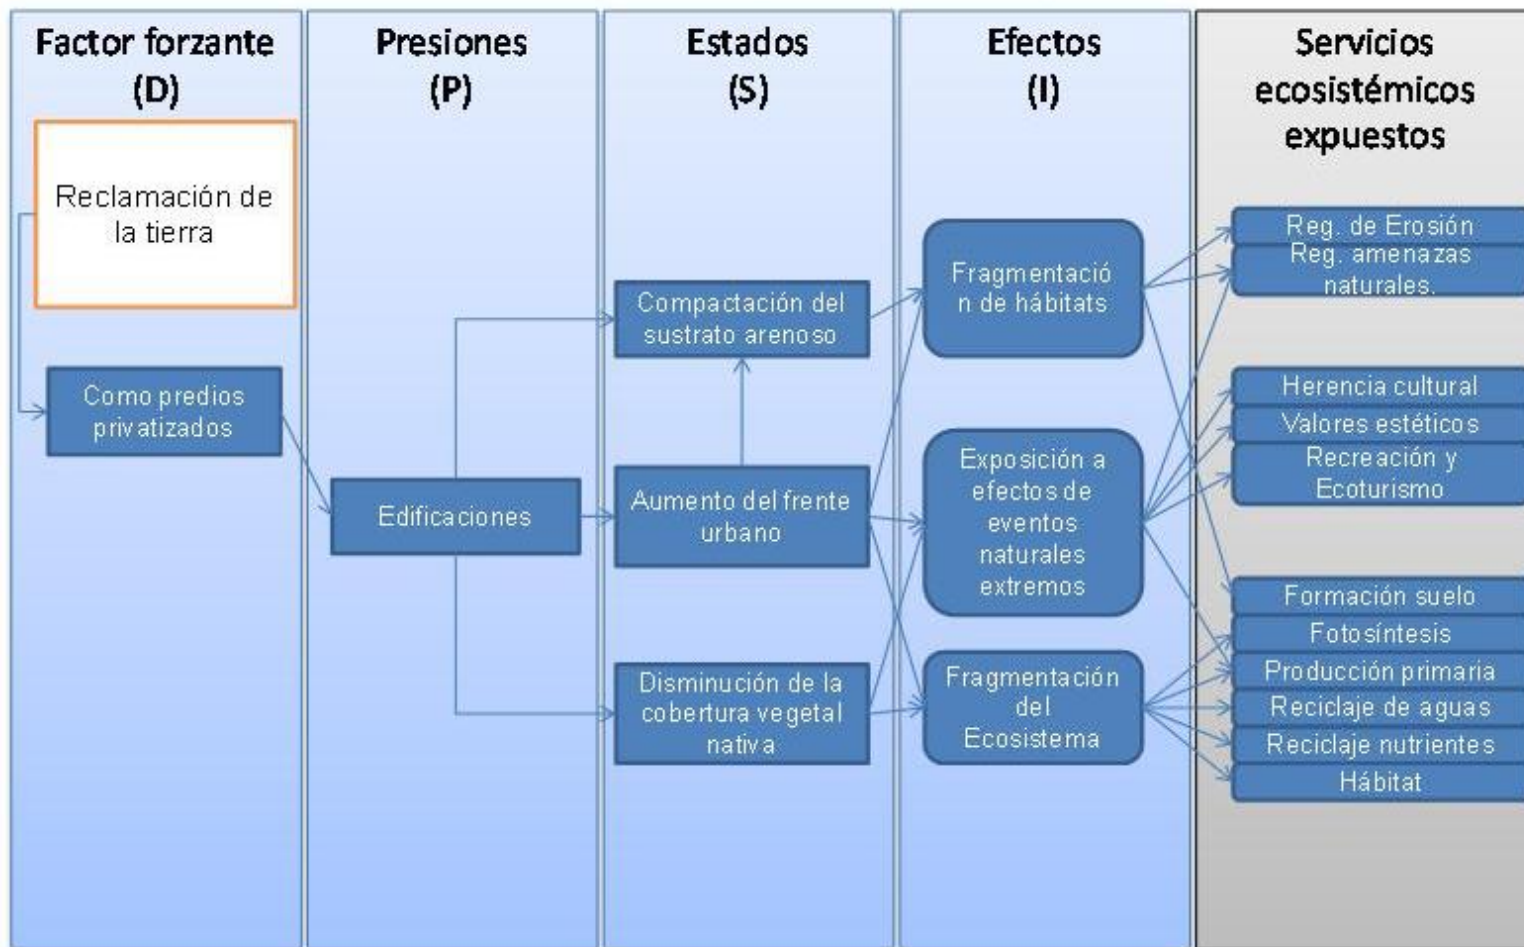 Factor forzante
(D)
Reclamación de
la tierra
Como predios
privatizados
Presiones
(P)
Edificaciones
Estados
(S)
Compactación del
sustrato arenoso
Aumento del frente
urbano
Disminución de la
cobertura vegetal
nativa
Efectos
(I)
Fragmentació
n de hábitats
Exposición a
efectos de
eventos
naturales
extremos
Fragmentación
del
Ecosistema
Servicios
ecosistémicos
expuestos
Reg. de Erosión
Reg. amenazas
naturales.
Herencia cultural
Valores estéticos
Recreación y
Ecoturismo
Formación suelo
Fotosíntesis
Producción primaria
Reciclaje de aguas
Reciclaje nutrientes
Hábitat